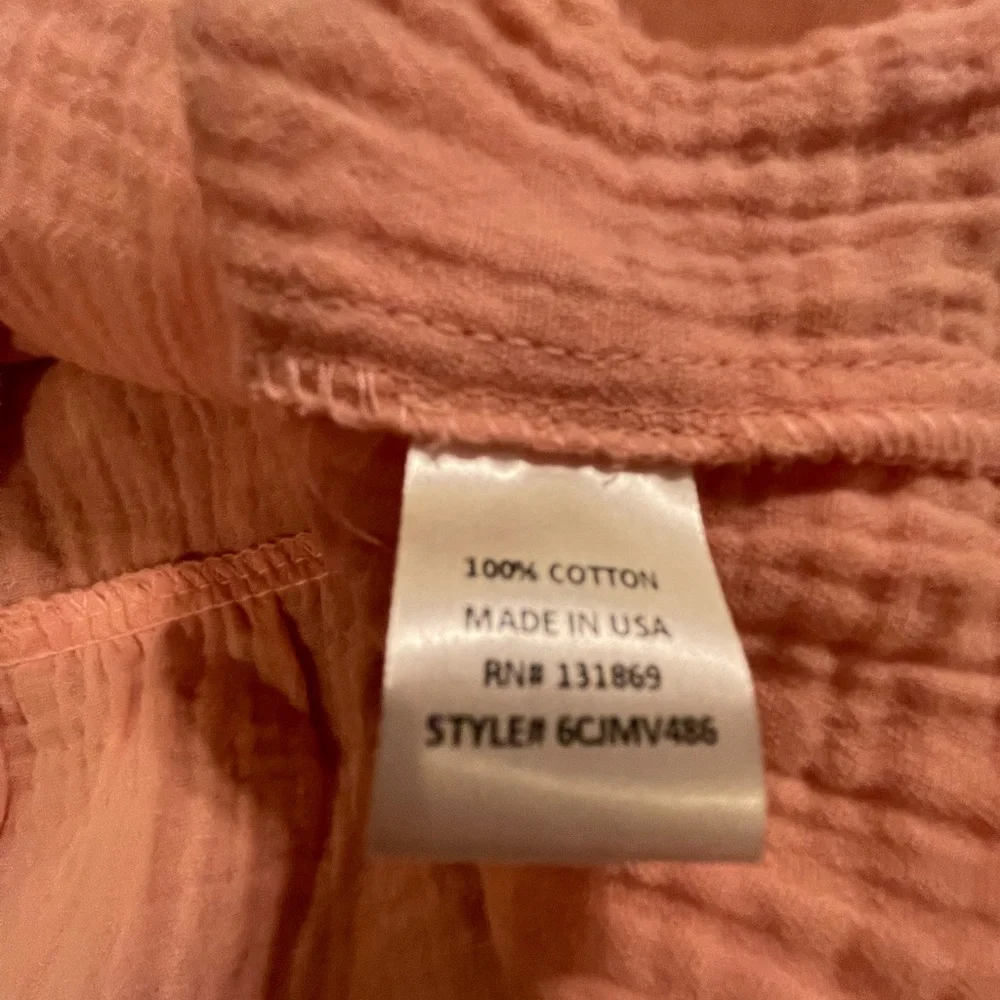 100% COTTON
MADE IN USA
RN# 131869
STYLE# 6CJMV486